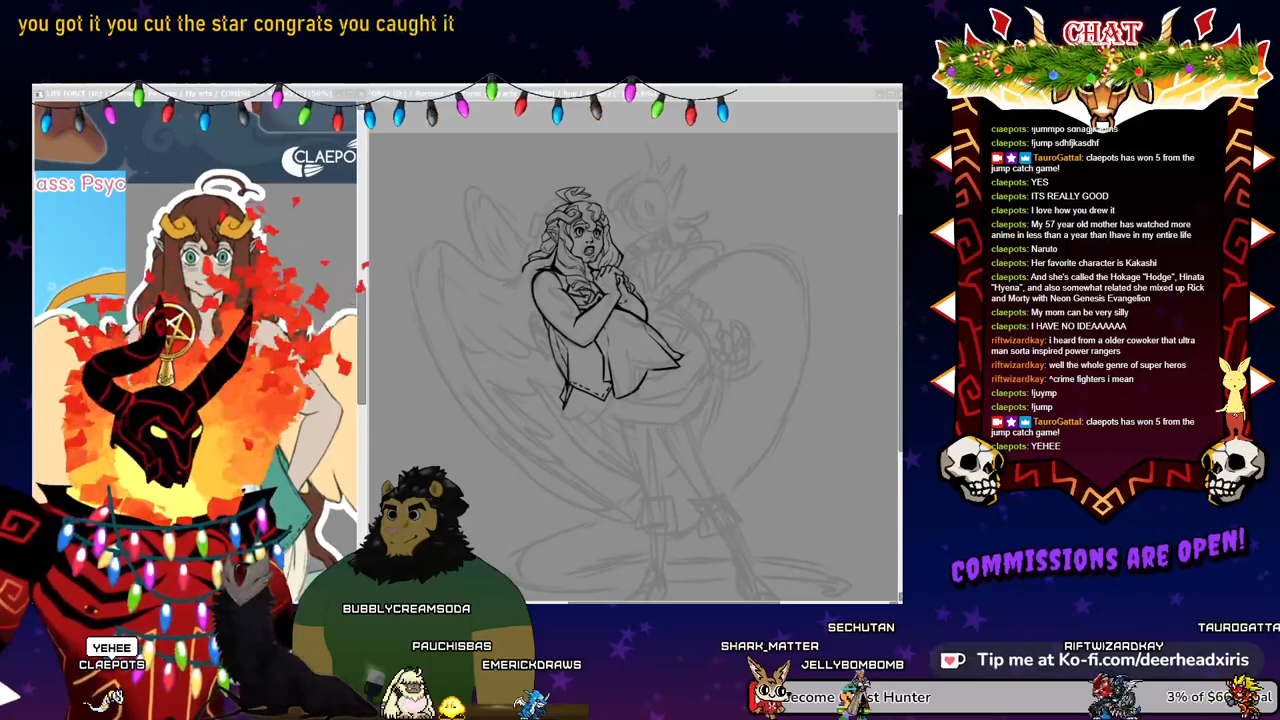 you got it you cut the star congrats you caught it
CHAT
CLAEPO
ass: Psyc
claepots:
claepots: !jump sdhfjkasdhf
TauroGattal: claepots has won 5 from the
jump catch game!
claepots: YES
claepots: ITS REALLY GOOD
claepots: I love how you drew it
claepots: My 57 year old mother has watched more
anime in less than a year than Ihave in my entire life
claepots: Naruto
claepots: Her favorite character is Kakashi
claepots: And she's called the Hokage "Hodge", Hinata
"Hyena", and also somewhat related she mixed up Rick
and Morty with Neon Genesis Evangelion
claepots: My mom can be very silly
claepots: I HAVE NO IDEAAAAAA
riftwizardkay: i heard from a older cowoker that ultra
man sorta inspired power rangers
riftwizardkay: well the whole genre of super heros
riftwizardkay: ^crime fighters i mean
claepots: !juymp
claepots: !jump
TauroGattal: claepots has won 5 from the
jump catch game!
claepots: YEHEE
COMMISSIONS ARE OPEN!
BUBBLYCREAMSODA
SECHUTAN
TAUROGATTA
YEHEE
PAUCHISBAS
SHARK_MATTER
RIFTWIZARDKAY
CLAEPOTS
EMERICKDRAWS
JELLYBOMBOMB
Tip me at Ko-fi.com/deerheadxiris
ecome
st Hunter
3% of $6
al